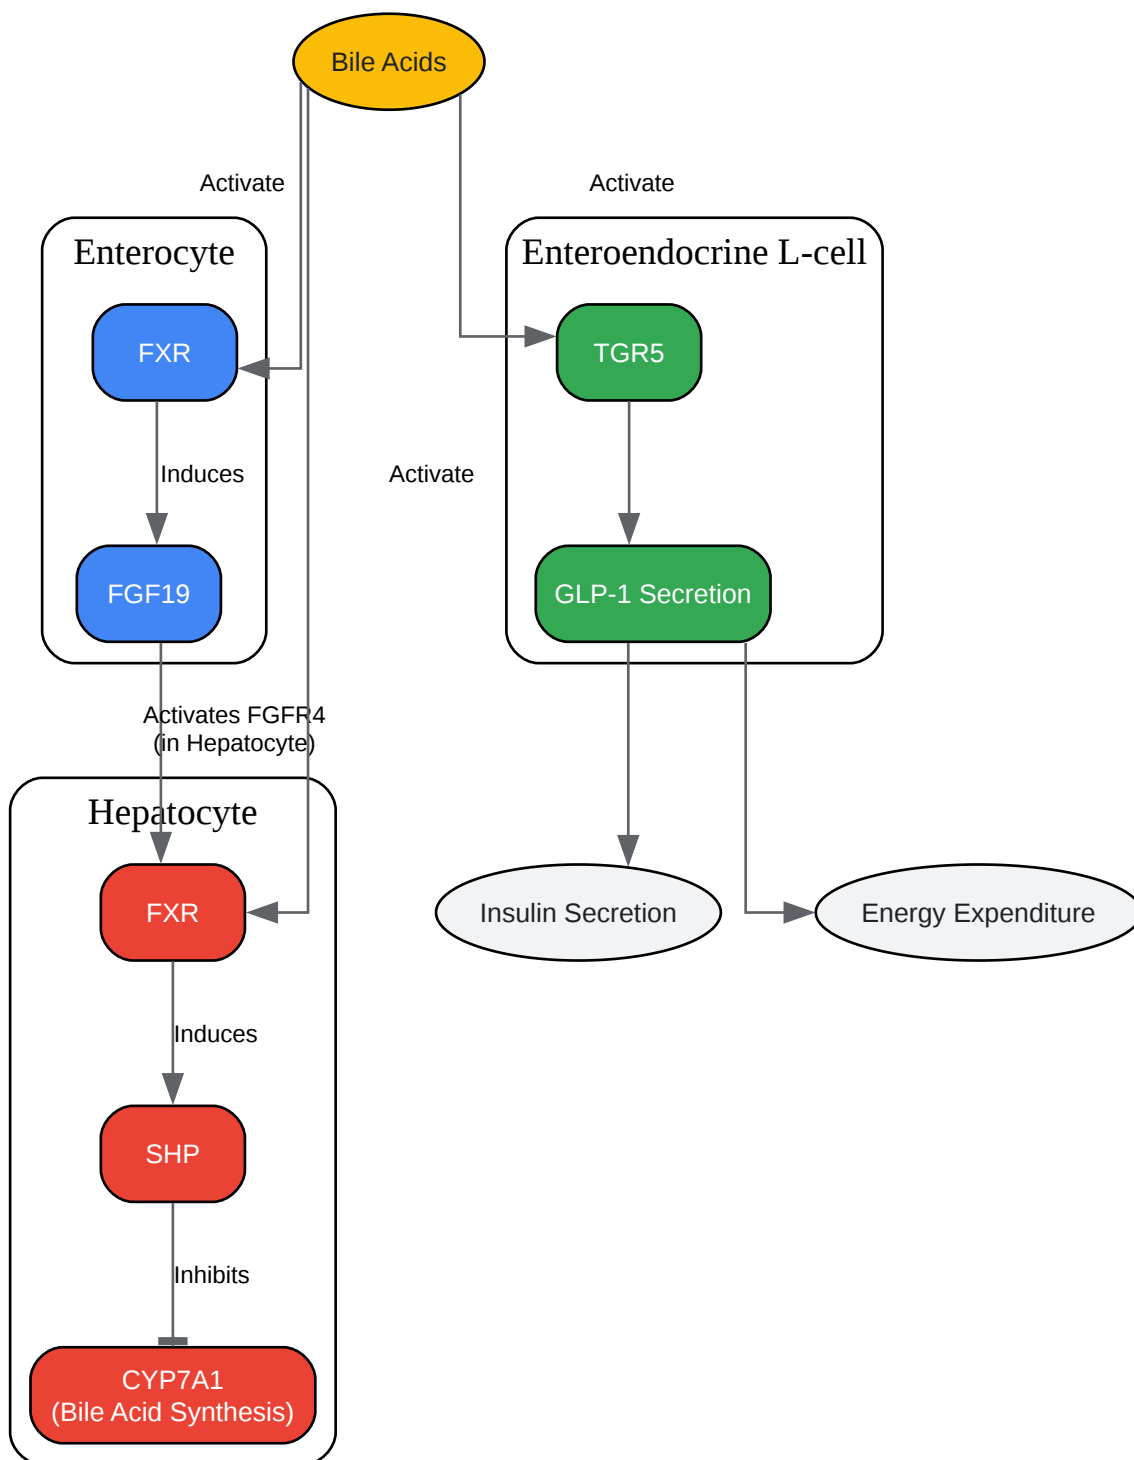 Bile Acids
Activate
Activate
Enterocyte
Enteroendocrine L-cell
FXR
TGR5
Induces
Activate
FGF19
GLP-1 Secretion
Activates FGFR4
(in Hepatocyte)
Hepatocyte
FXR
Insulin Secretion
Energy Expenditure
Induces
SHP
Inhibits
CYP7A1
(Bile Acid Synthesis)